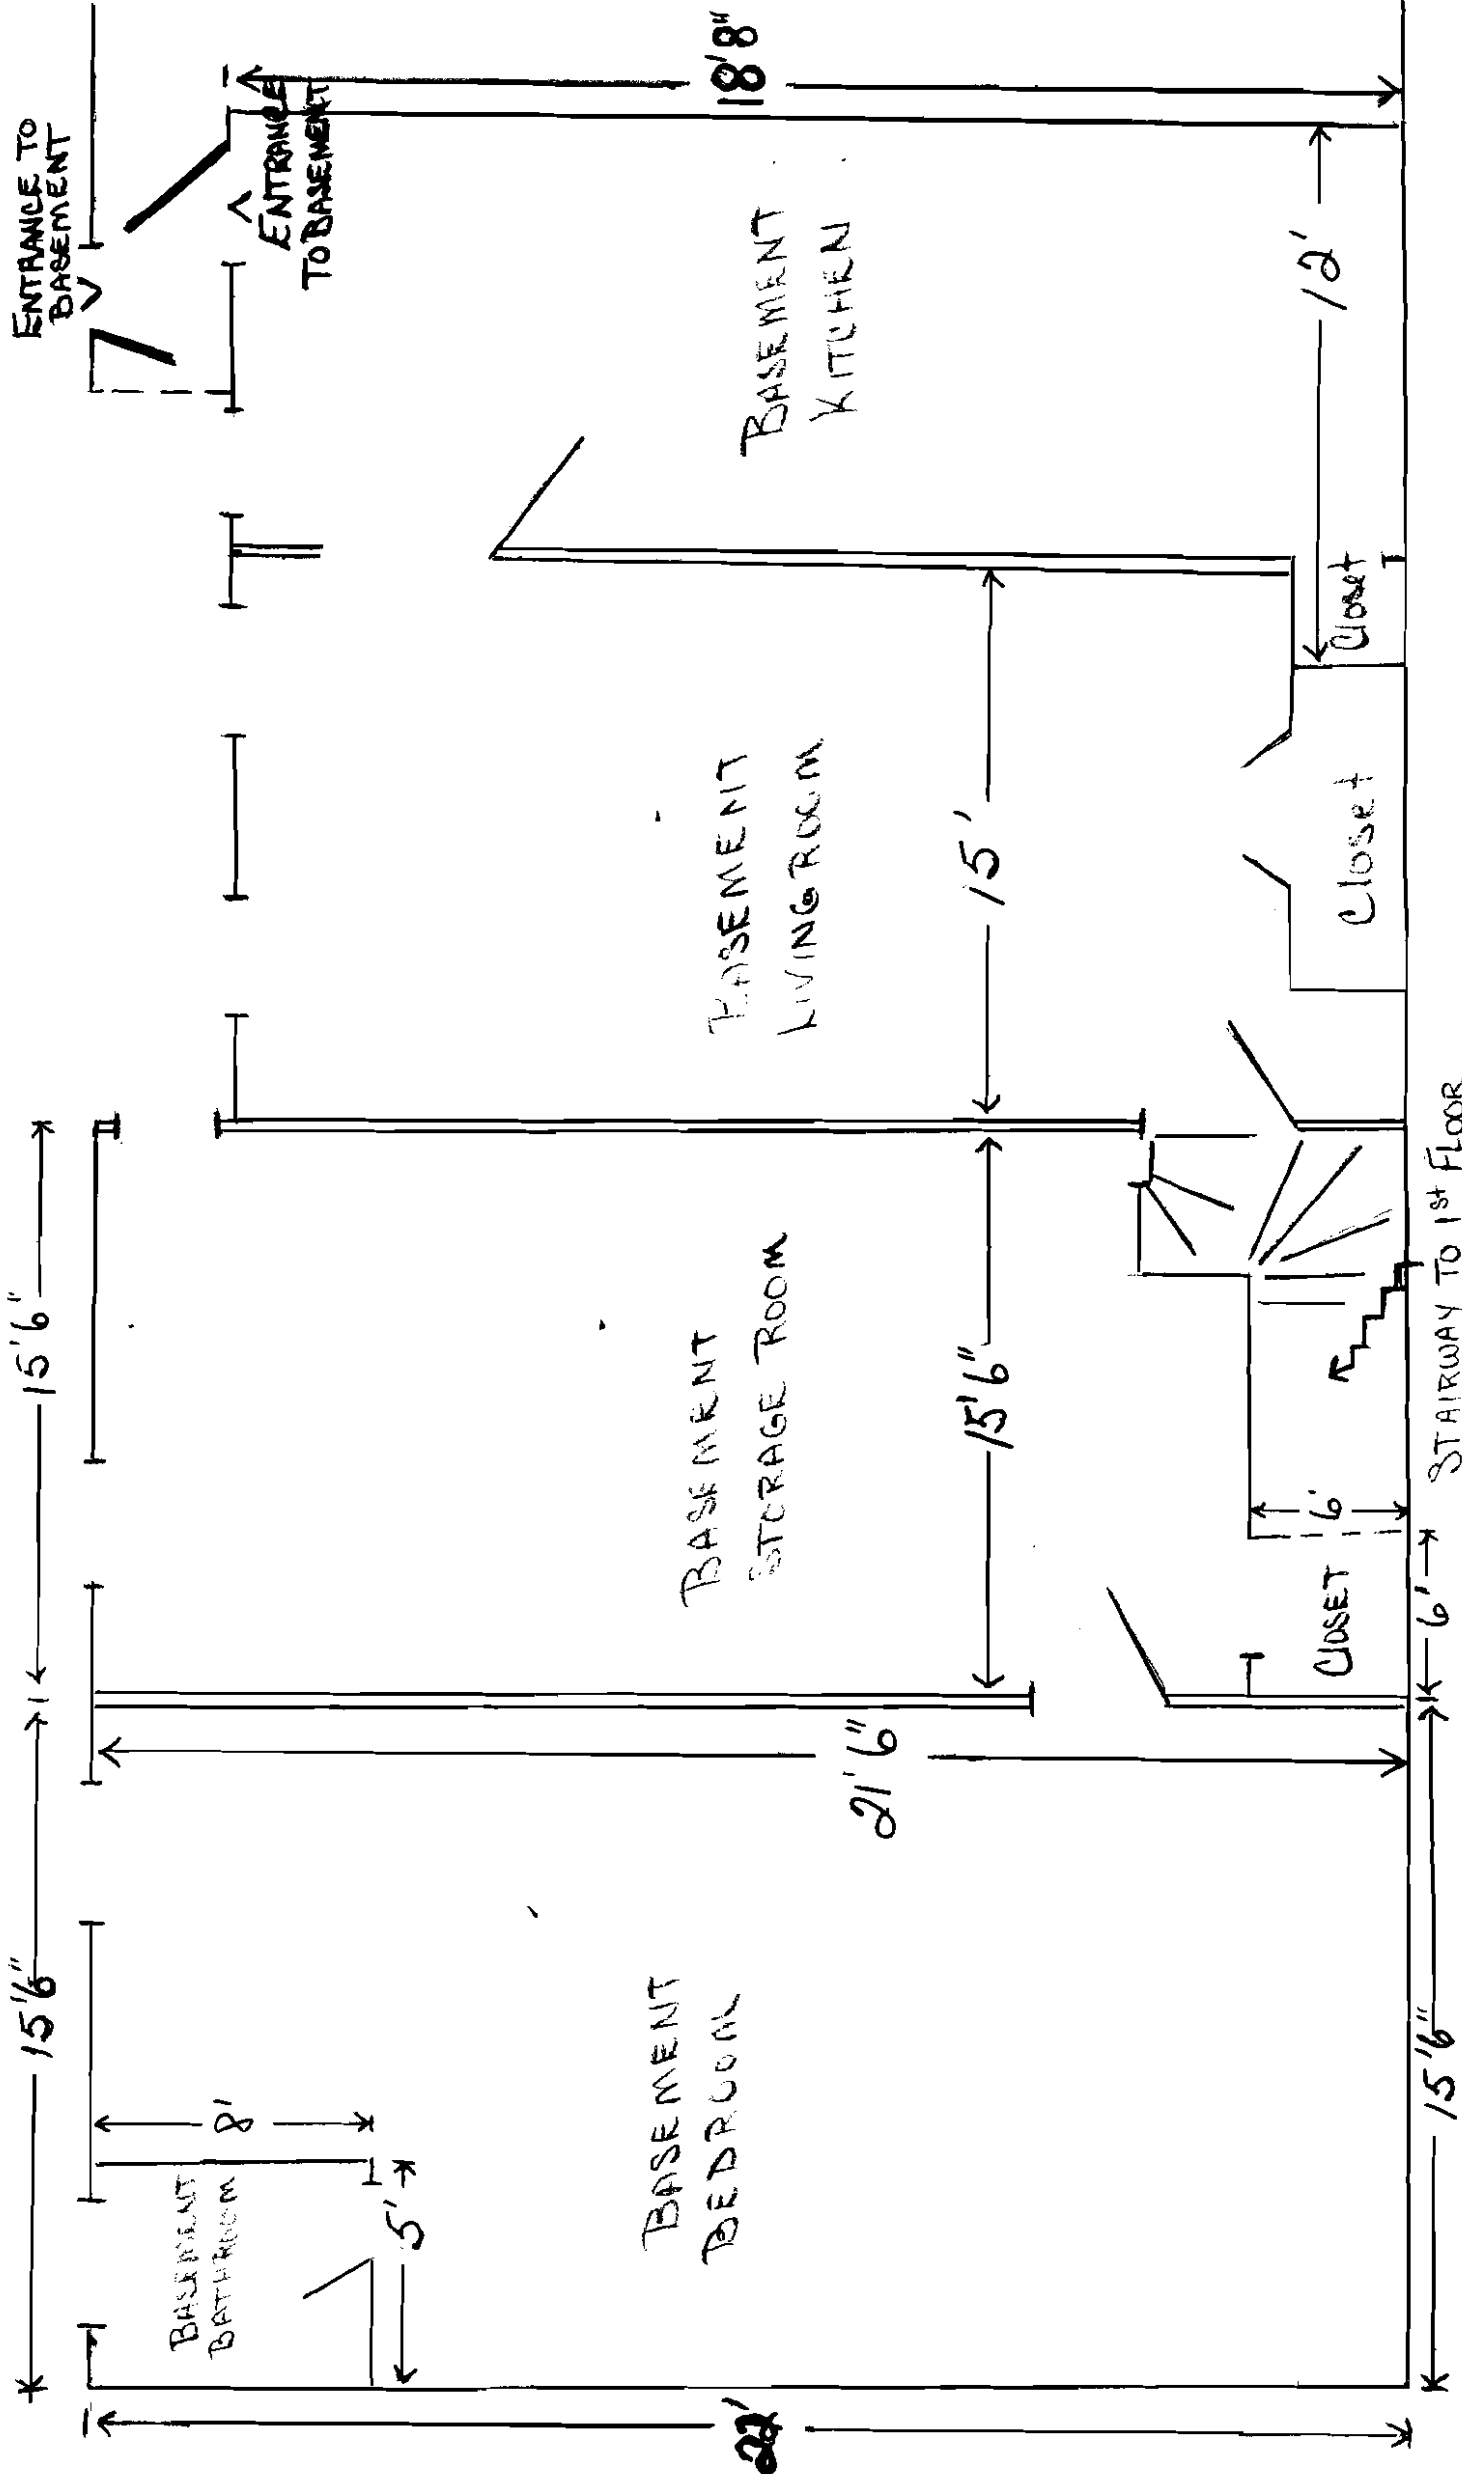 ENTRANCE TO
BASEMENT
ENTRANCE
TO BASEMENT
18'8"
BASEMENT
KITCHEN
12'
Closet
BASEMENT
LIVING ROOM
15'
Closet
15'6"
BASEMENT
STORAGE ROOM
15'6"
STAIRWAY TO 1st FLOOR
6'
CLOSET
6'
15'6"
21'6"
8'
BASEMENT
BATHROOM
5'
BASEMENT
BEDROOM
15'6"
22'